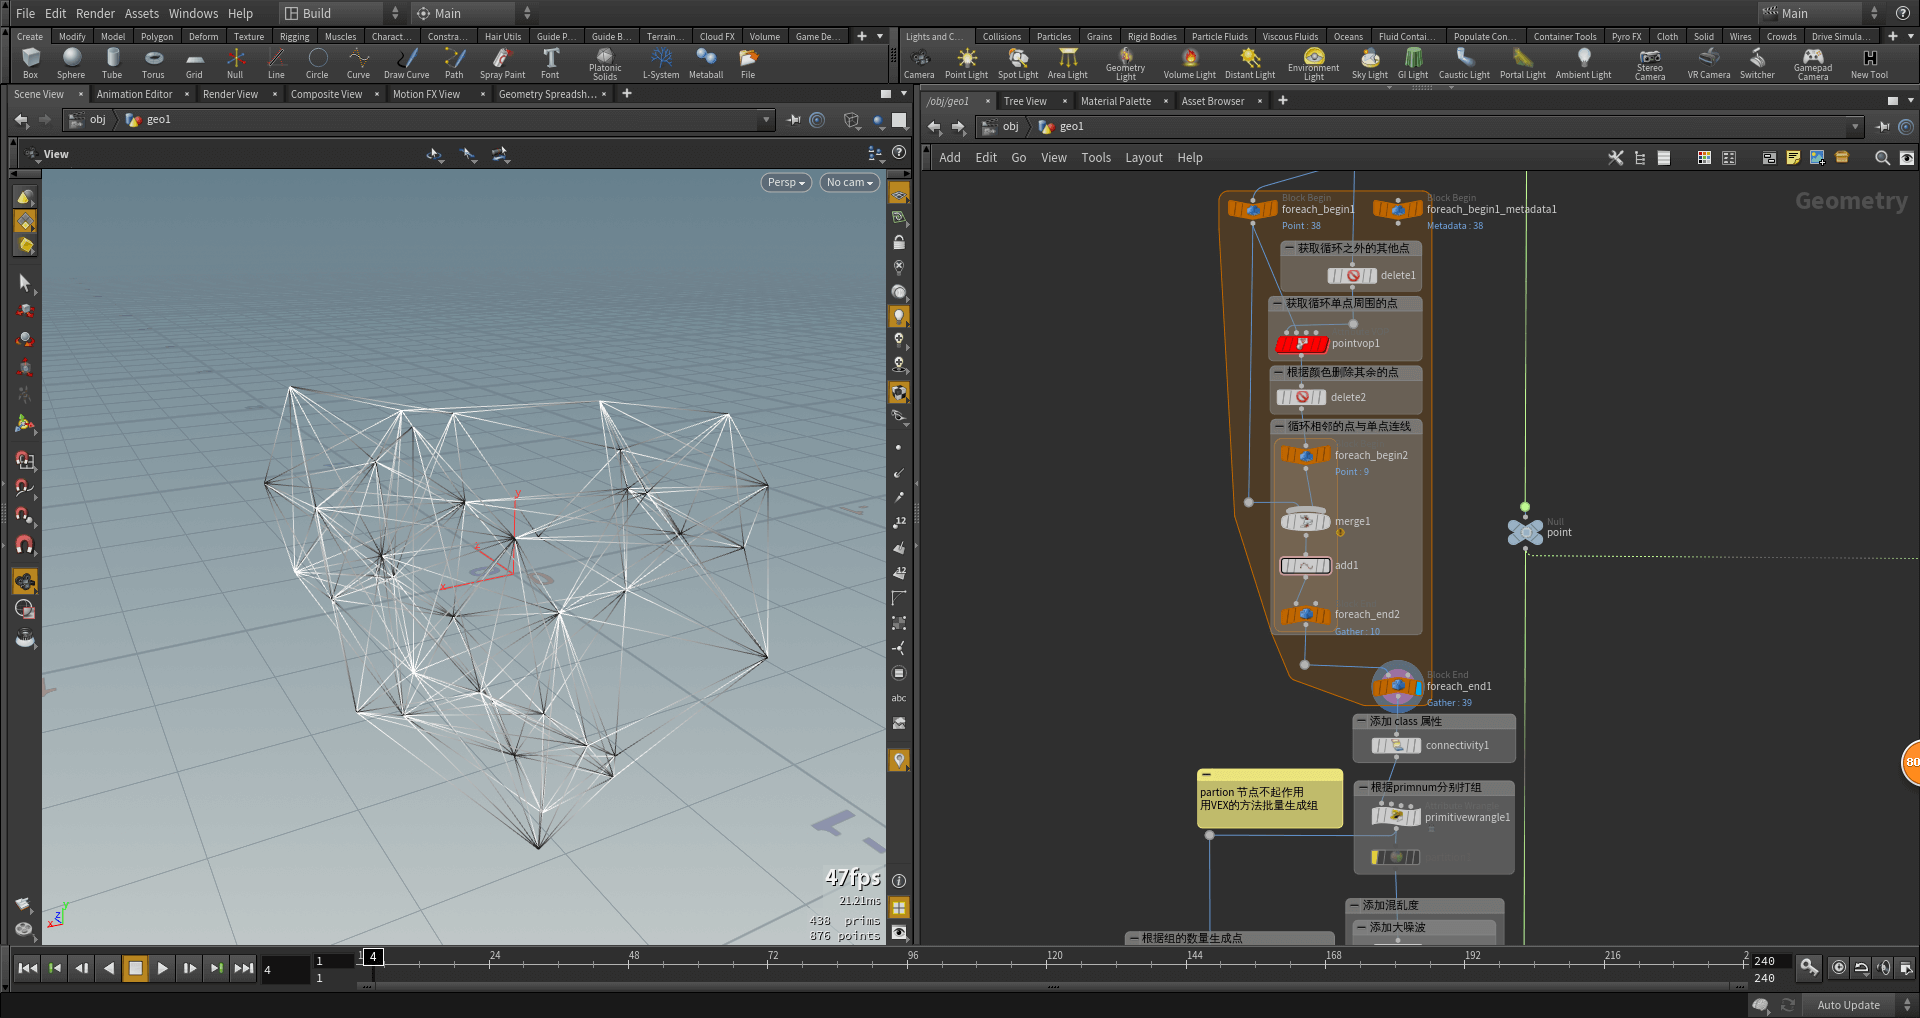 File Edit Render Assets Windows Help Build Main Main
Create Modify Model Polygon Deform Texture Rigging Muscles Charact... Constra... Hair Utils Guide P... Guide B... Terrain... Cloud FX Volume Game De...
Lights and C... Collisions Particles Grains Rigid Bodies Particle Fluids Viscous Fluids Oceans Fluid Contai... Populate Con... Container Tools Pyro FX Cloth Solid Wires Crowds Drive Simula...
Box Sphere Tube Torus Grid Null Line Circle Curve Draw Curve Path Spray Paint Font Platonic Solids L-System Metaball File
Camera Point Light Spot Light Area Light Geometry Light Volume Light Distant Light Environment Light Sky Light GI Light Caustic Light Portal Light Ambient Light Stereo Camera VR Camera Switcher Gamepad Camera New Tool
Scene View Animation Editor Render View Composite View Motion FX View Geometry Spreadsh...
/obj/geo1 Tree View Material Palette Asset Browser
obj geo1
obj geo1
View
Add Edit Go View Tools Layout Help
Persp No cam
Geometry
Block Begin
foreach_begin1
Point : 38
Block Begin
foreach_begin1_metadata1
Metadata : 38
获取循环之外的其他点
delete1
获取循环单点周围的点
pointvop1
根据颜色删除其余的点
delete2
循环相邻的点与单点连线
foreach_begin2
Point : 9
merge1
add1
foreach_end2
Gather : 10
Block End
foreach_end1
Gather : 39
Null
point
添加 class 属性
connectivity1
根据primnum分别打组
primitivewrangle1
partion 节点不起作用
用VEX的方法批量生成组
添加混乱度
添加大噪波
根据组的数量生成点
80
12
12
abc
y
x
z
47fps
21.21ms
438 prims
876 points
4 1 1 1 4 24 48 72 96 120 144 168 192 216 2 240
240
Auto Update